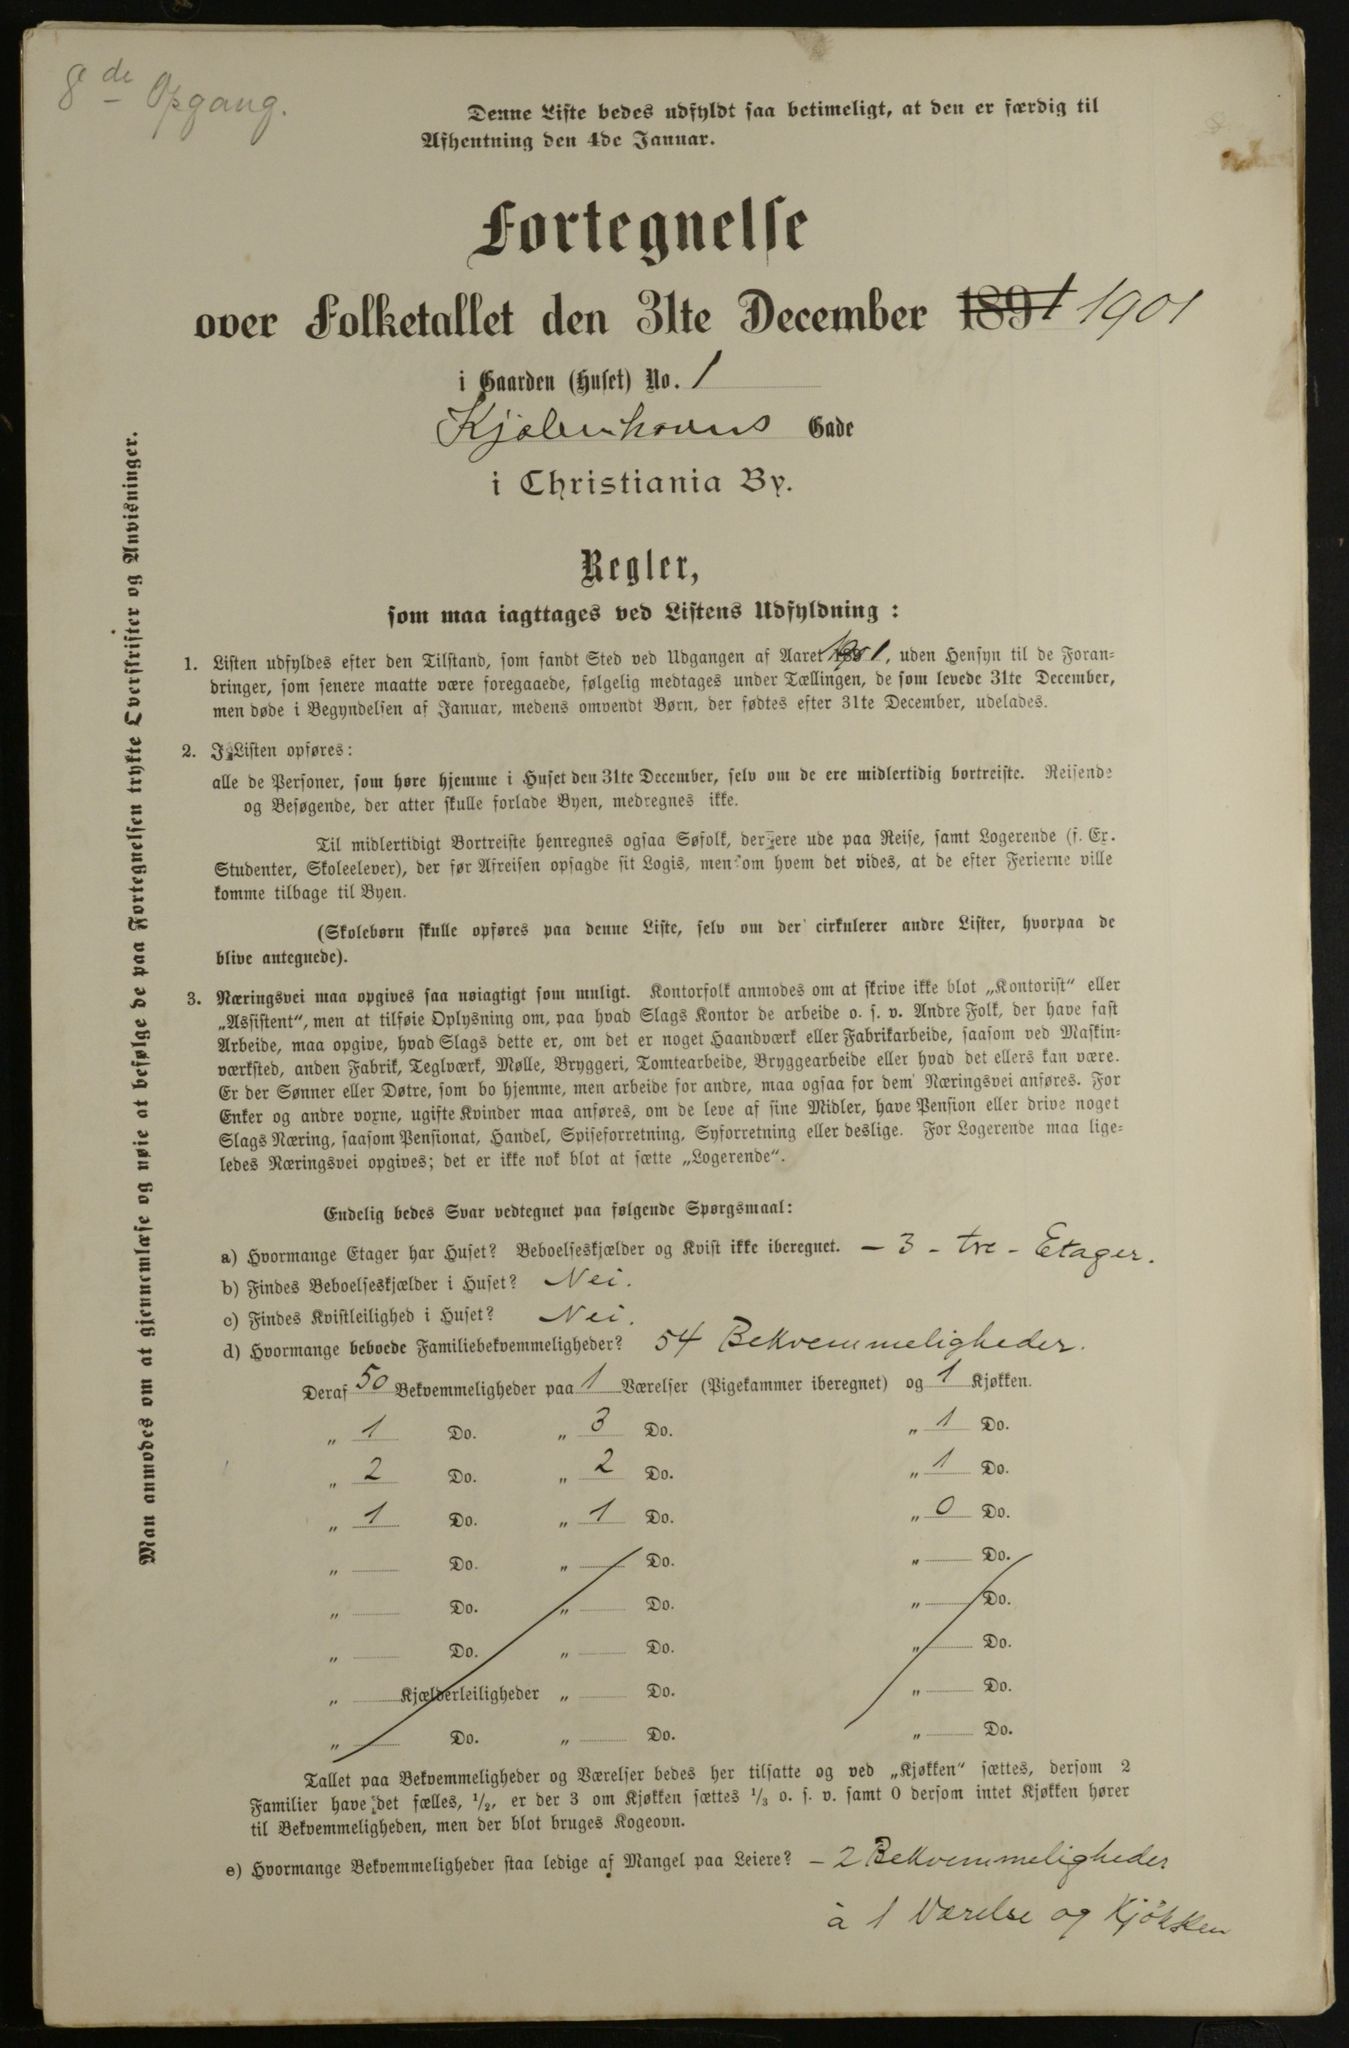 8de Opgang.
Denne Liste bedes udfyldt saa betimeligt, at den er færdig til
Afhentning den 4de Januar.
Fortegnelse
over Folketallet den 31te December 1891 1901
i Gaarden (Huset) No. 1
Kjøbenhavns Gade
i Christiania By.
Regler,
som maa iagttages ved Listens Udfyldning:
1. Listen udfyldes efter den Tilstand, som fandt Sted ved Udgangen af Aaret 1901, uden Hensyn til de Foran-
dringer, som senere maatte være foregaaede, følgelig medtages under Tællingen, de som levede 31te December,
men døde i Begyndelsen af Januar, medens omvendt Børn, der fødtes efter 31te December, udelades.
2. I Listen opføres:
alle de Personer, som høre hjemme i Huset den 31te December, selv om de ere midlertidig bortreiste. Reisende
og Besøgende, der atter skulle forlade Byen, medregnes ikke.
Til midlertidigt Bortreiste henregnes ogsaa Søfolk, der ere ude paa Reise, samt Logerende (f. Ex.
Studenter, Skoleelever), der før Afreisen opsagde sit Logis, men om hvem det vides, at de efter Ferierne ville
komme tilbage til Byen.
(Skolebørn skulle opføres paa denne Liste, selv om der cirkulerer andre Lister, hvorpaa de
blive antegnede).
3. Næringsvei maa opgives saa nøiagtigt som muligt. Kontorfolk anmodes om at skrive ikke blot „Kontorist“ eller
„Assistent“, men at tilføie Oplysning om, paa hvad Slags Kontor de arbeide o. s. v. Andre Folk, der have fast
Arbeide, maa opgive, hvad Slags dette er, om det er noget Haandværk eller Fabrikarbeide, saasom ved Maskin-
værksted, anden Fabrik, Teglværk, Mølle, Bryggeri, Tomtearbeide, Bryggearbeide eller hvad det ellers kan være.
Er der Sønner eller Døtre, som bo hjemme, men arbeide for andre, maa ogsaa for dem Næringsvei anføres. For
Enker og andre voxne, ugifte Kvinder maa anføres, om de leve af sine Midler, have Pension eller drive noget
Slags Næring, saasom Pensionat, Handel, Spiseforretning, Syforretning eller deslige. For Logerende maa lige-
ledes Næringsvei opgives; det er ikke nok blot at sætte „Logerende“.
Endelig bedes Svar vedtegnet paa følgende Spørgsmaal:
a) Hvormange Etager har Huset? Beboelseskjælder og Kvist ikke iberegnet. – 3 – tre – Etager.
b) Findes Beboelseskjælder i Huset? Nei.
c) Findes Kvistleilighed i Huset? Nei.
d) Hvormange beboede Familiebekvemmeligheder? 54 Bekvemmeligheder.
Deraf 50 Bekvemmeligheder paa 1 Værelser (Pigekammer iberegnet) og 1 Kjøkken.
„ 1 Do. „ 3 Do. „ 1 Do.
„ 2 Do. „ 2 Do. „ 1 Do.
„ 1 Do. „ 1 Do. „ 0 Do.
„ Do. „ Do. „ Do.
„ Do. „ Do. „ Do.
„ Do. „ Do. „ Do.
„ Kjælderleiligheder „ Do. „ Do.
„ Do. „ Do. „ Do.
Tallet paa Bekvemmeligheder og Værelser bedes her tilsatte og ved „Kjøkken“ sættes, dersom 2
Familier have det fælles, 1/2, er der 3 om Kjøkken sættes 1/3 o. s. v. samt 0 dersom intet Kjøkken hører
til Bekvemmeligheden, men der blot bruges Kogeovn.
e) Hvormange Bekvemmeligheder staa ledige af Mangel paa Leiere? – 2 Bekvemmeligheder
à 1 Værelse og Kjökken
Man anmodes om at gjennemlæse og nøie at befølge de paa Fortegnelsen trykte Overskrifter og Anvisninger.